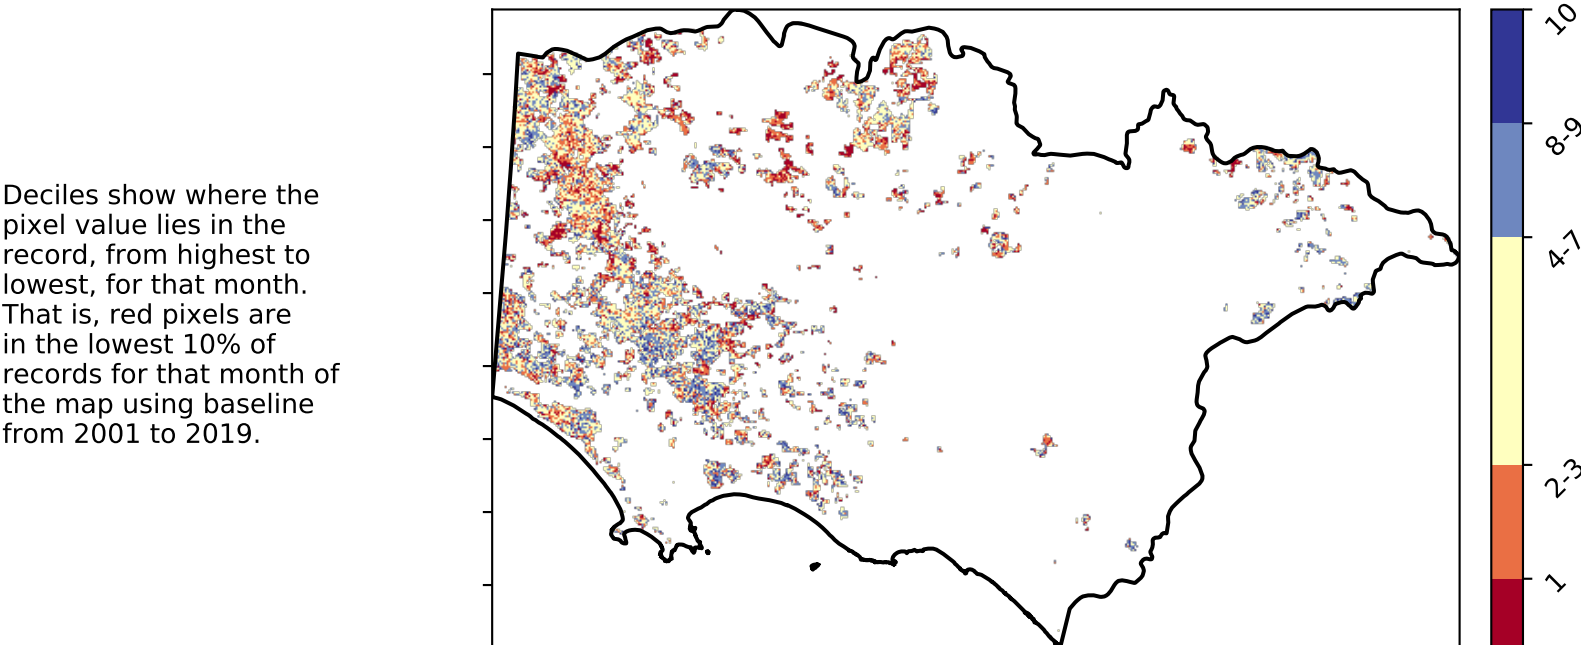 Deciles show where the
pixel value lies in the
record, from highest to
lowest, for that month.
That is, red pixels are
in the lowest 10% of
records for that month of
the map using baseline
from 2001 to 2019.
10
8-9
4-7
2-3
1